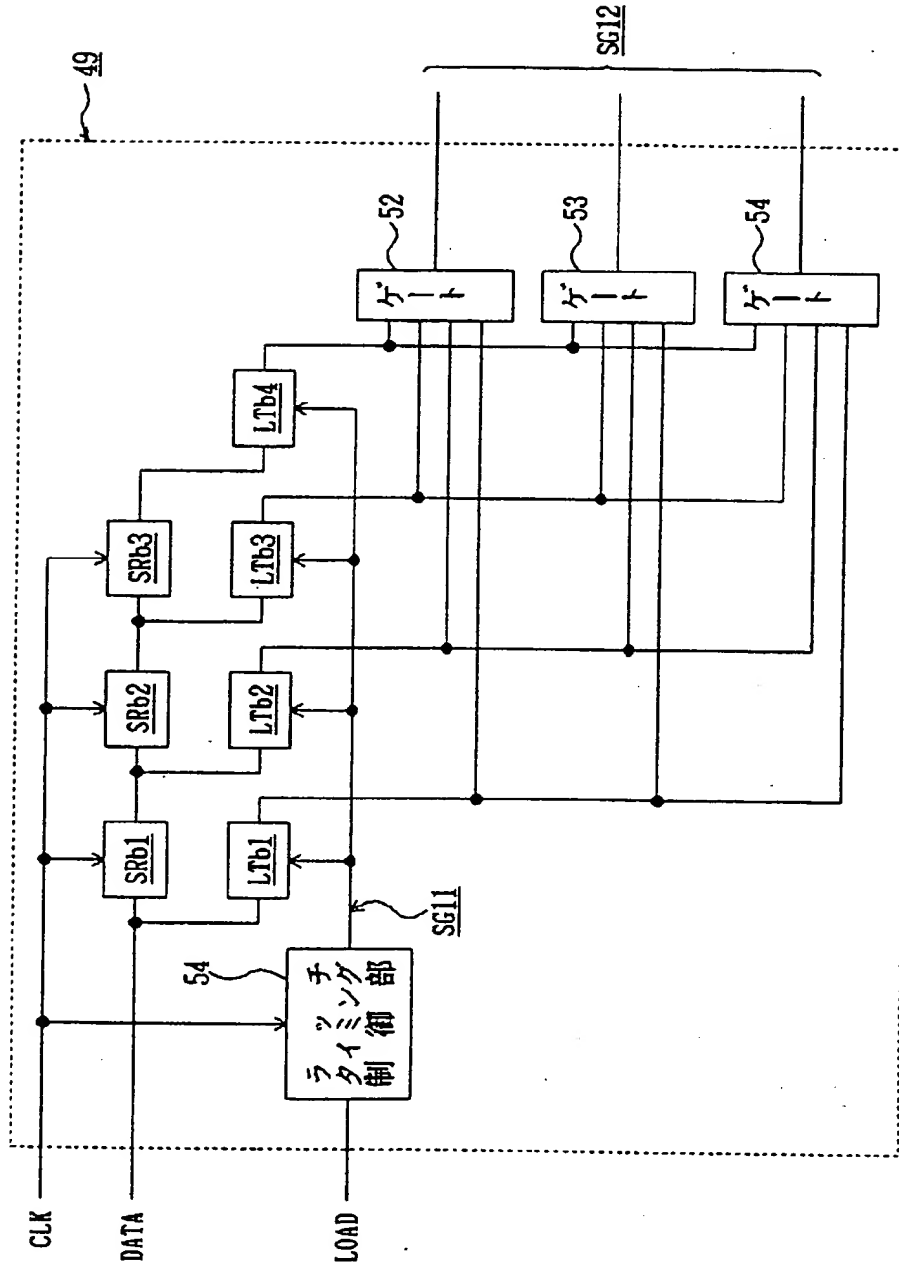 49
CLK
DATA
LOAD
SRb1
SRb2
SRb3
LTb1
LTb2
LTb3
LTb4
54
ラッチ
タイミング
制御部
SG11
ゲート
52
ゲート
53
ゲート
54
SG12